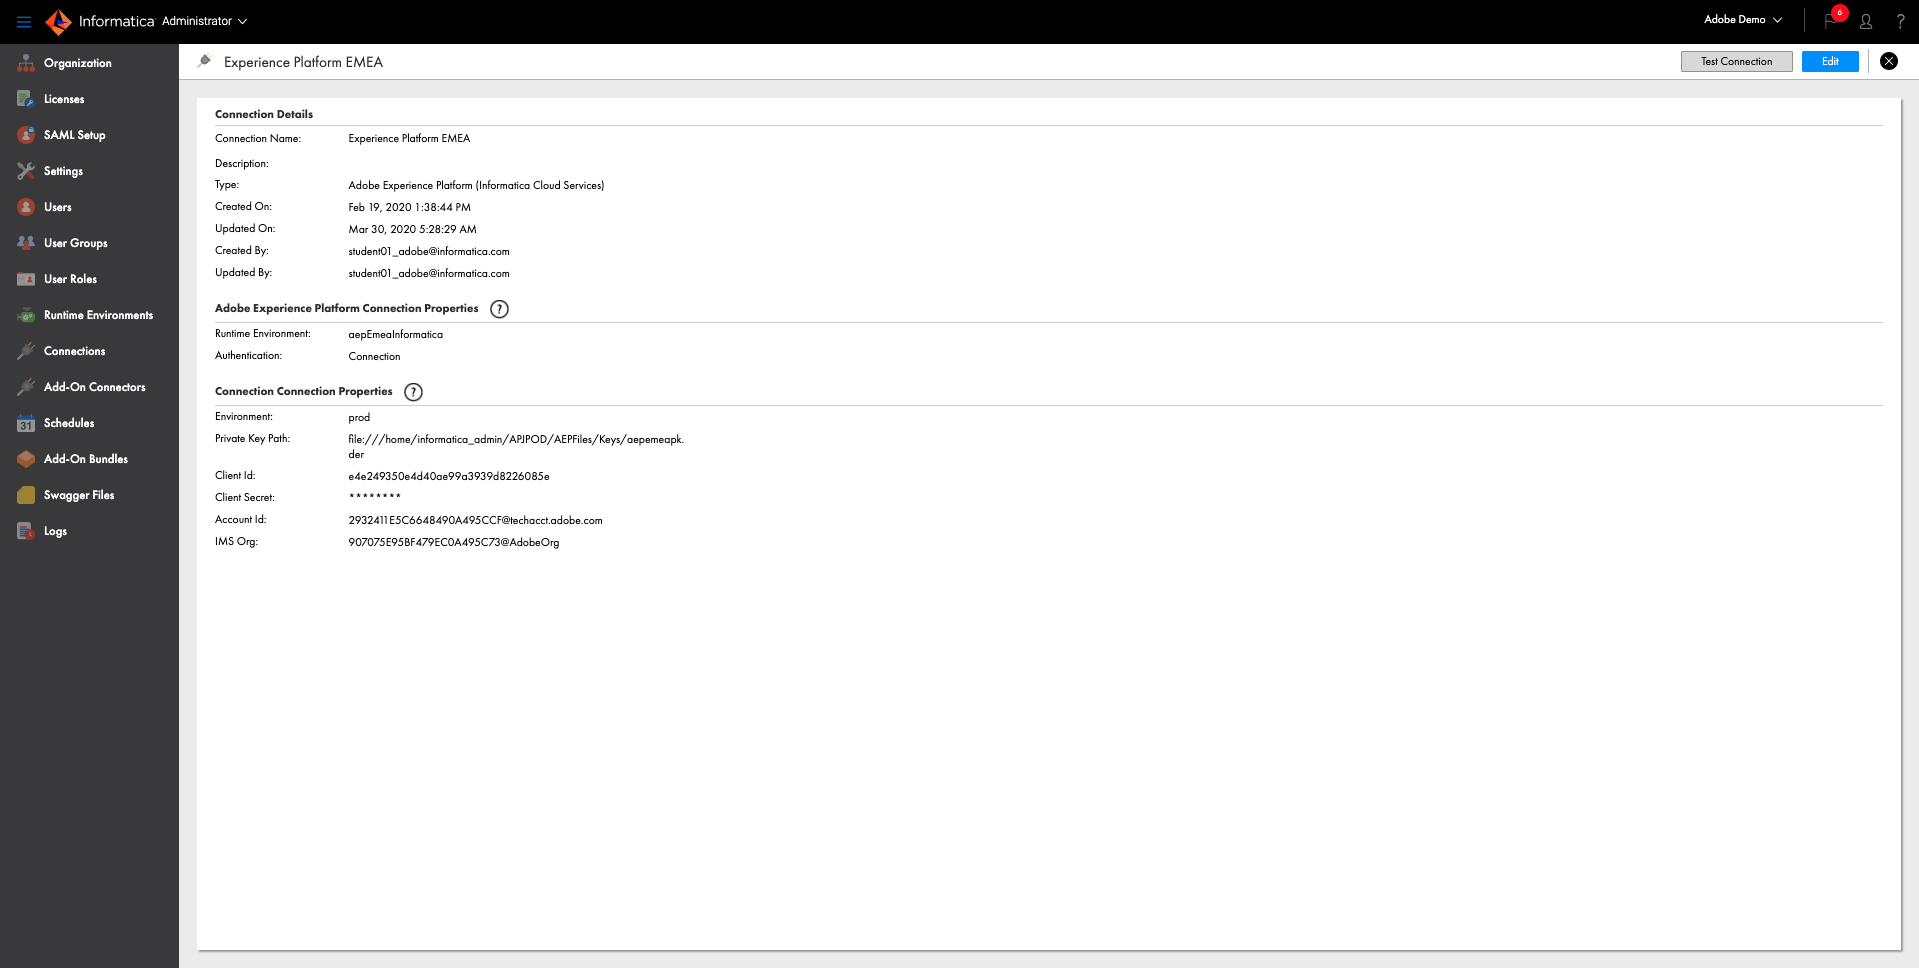 Informatica Administrator
Adobe Demo
6
?
Organization
Licenses
SAML Setup
Settings
Users
User Groups
User Roles
Runtime Environments
Connections
Add-On Connectors
31
Schedules
Add-On Bundles
Swagger Files
Logs
Experience Platform EMEA
Test Connection
Edit
Connection Details
Connection Name: Experience Platform EMEA
Description:
Type: Adobe Experience Platform (Informatica Cloud Services)
Created On: Feb 19, 2020 1:38:44 PM
Updated On: Mar 30, 2020 5:28:29 AM
Created By: student01_adobe@informatica.com
Updated By: student01_adobe@informatica.com
Adobe Experience Platform Connection Properties ?
Runtime Environment: aepEmeaInformatica
Authentication: Connection
Connection Connection Properties ?
Environment: prod
Private Key Path: file:///home/informatica_admin/APJPOD/AEPFiles/Keys/aepemeapk.
der
Client Id: e4e249350e4d40ae99a3939d8226085e
Client Secret: ********
Account Id: 2932411E5C6648490A495CCF@techacct.adobe.com
IMS Org: 907075E95BF479EC0A495C73@AdobeOrg